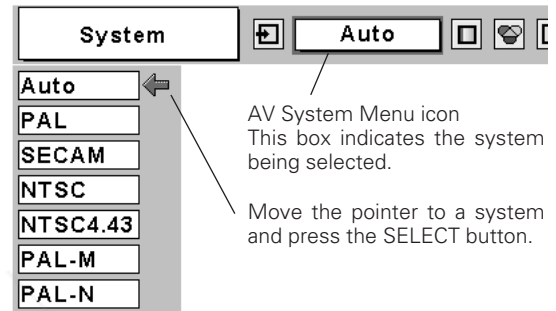 System
Auto
Auto
PAL
SECAM
NTSC
NTSC4.43
PAL-M
PAL-N
AV System Menu icon
This box indicates the system
being selected.
Move the pointer to a system
and press the SELECT button.